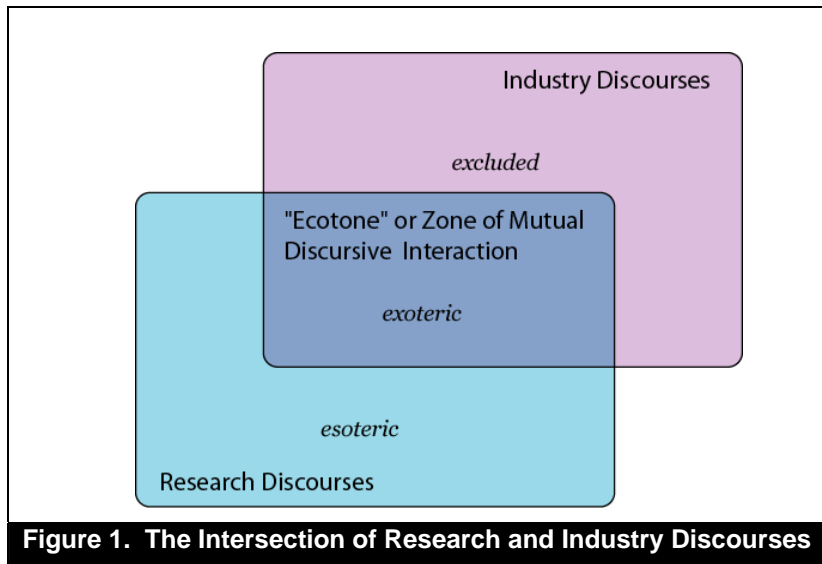 Industry Discourses
excluded
"Ecotone" or Zone of Mutual
Discursive Interaction
exoteric
esoteric
Research Discourses
Figure 1. The Intersection of Research and Industry Discourses